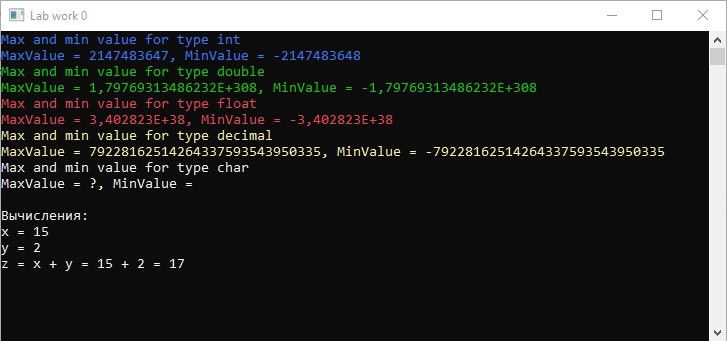 Lab work 0
Max and min value for type int
MaxValue = 2147483647, MinValue = -2147483648
Max and min value for type double
MaxValue = 1,79769313486232E+308, MinValue = -1,79769313486232E+308
Max and min value for type float
MaxValue = 3,402823E+38, MinValue = -3,402823E+38
Max and min value for type decimal
MaxValue = 79228162514264337593543950335, MinValue = -79228162514264337593543950335
Max and min value for type char
MaxValue = ?, MinValue =
Вычисления:
x = 15
y = 2
z = x + y = 15 + 2 = 17